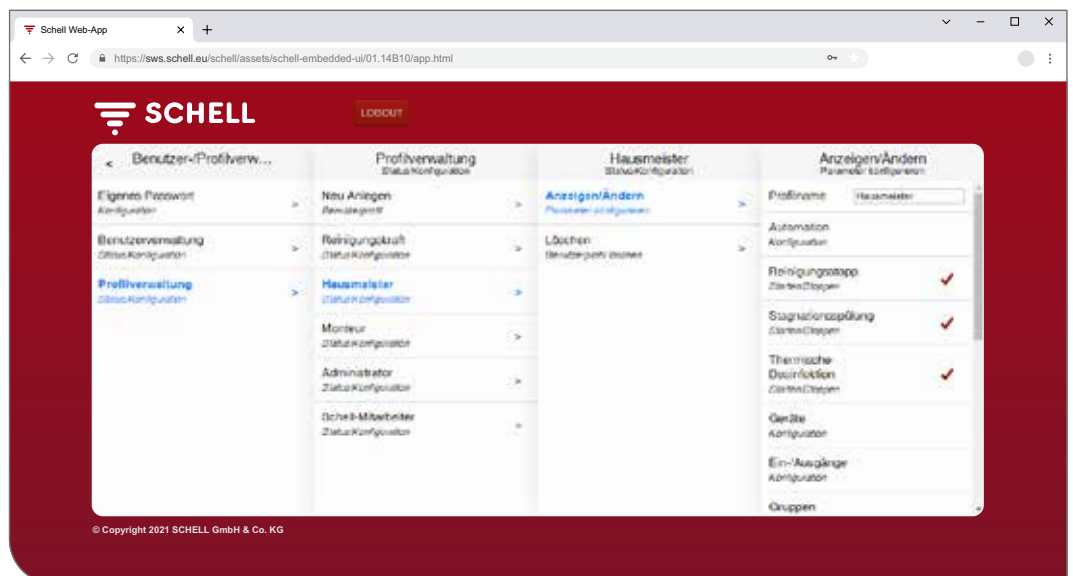 Schell Web-App
https://sws.schell.eu/schell/assets/schell-embedded-ui/01.14B10/app.html
SCHELL
LOGOUT
< Benutzer-/Profilverw...
Eigenes Passwort
Konfiguration
>
Benutzerverwaltung
Status/Konfiguration
>
Profilverwaltung
Status/Konfiguration
>
Profilverwaltung
Status/Konfiguration
Neu Anlegen
Benutzerprofil
>
Reinigungskraft
Status/Konfiguration
>
Hausmeister
Status/Konfiguration
>
Monteur
Status/Konfiguration
>
Administrator
Status/Konfiguration
>
Schell-Mitarbeiter
Status/Konfiguration
>
Hausmeister
Status/Konfiguration
Anzeigen/Ändern
Parameter konfigurieren
>
Löschen
Benutzerprofil löschen
>
Anzeigen/Ändern
Parameter konfigurieren
Profilname Hausmeister
Automation
Konfiguration
Reinigungsstopp
Starten/Stoppen
Stagnationsspülung
Starten/Stoppen
Thermische
Desinfektion
Starten/Stoppen
Geräte
Konfiguration
Ein-/Ausgänge
Konfiguration
Gruppen
© Copyright 2021 SCHELL GmbH & Co. KG